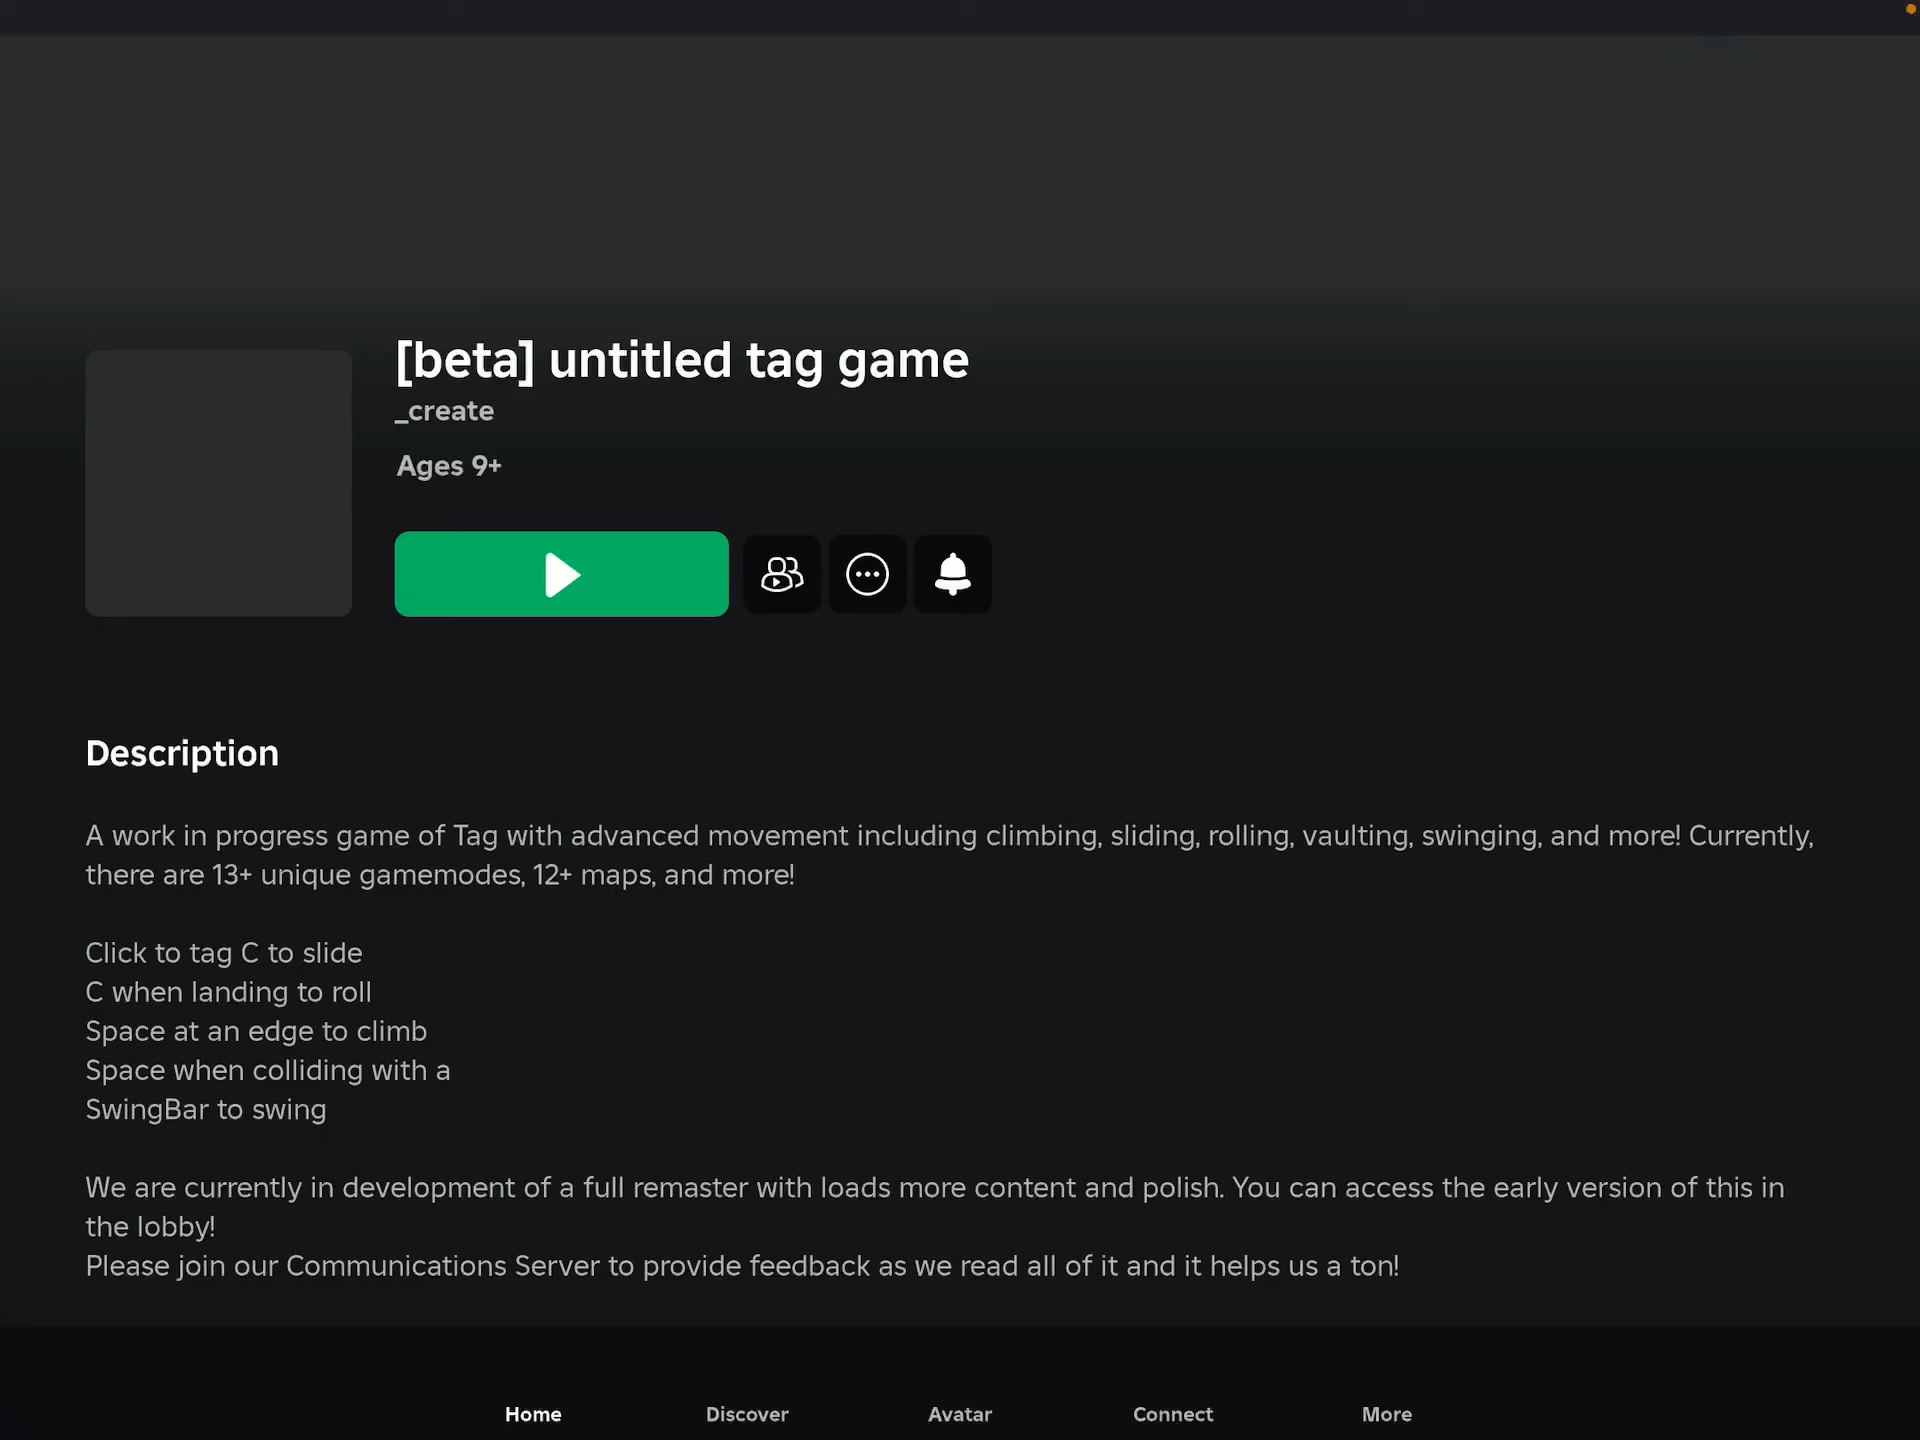 [beta] untitled tag game
_create
Ages 9+
Description
A work in progress game of Tag with advanced movement including climbing, sliding, rolling, vaulting, swinging, and more! Currently,
there are 13+ unique gamemodes, 12+ maps, and more!
Click to tag C to slide
C when landing to roll
Space at an edge to climb
Space when colliding with a
SwingBar to swing
We are currently in development of a full remaster with loads more content and polish. You can access the early version of this in
the lobby!
Please join our Communications Server to provide feedback as we read all of it and it helps us a ton!
Home Discover Avatar Connect More